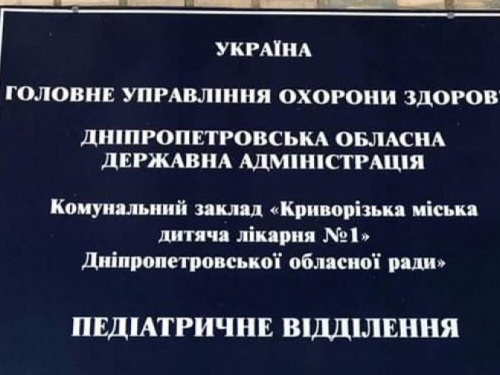 УКРАЇНА
ГОЛОВНЕ УПРАВЛІННЯ ОХОРОНИ ЗДОРОВ'
ДНІПРОПЕТРОВСЬКА ОБЛАСНА
ДЕРЖАВНА АДМІНІСТРАЦІЯ
Комунальний заклад «Криворізька міська
дитяча лікарня №1»
Дніпропетровської обласної ради»
ПЕДІАТРИЧНЕ ВІДДІЛЕННЯ